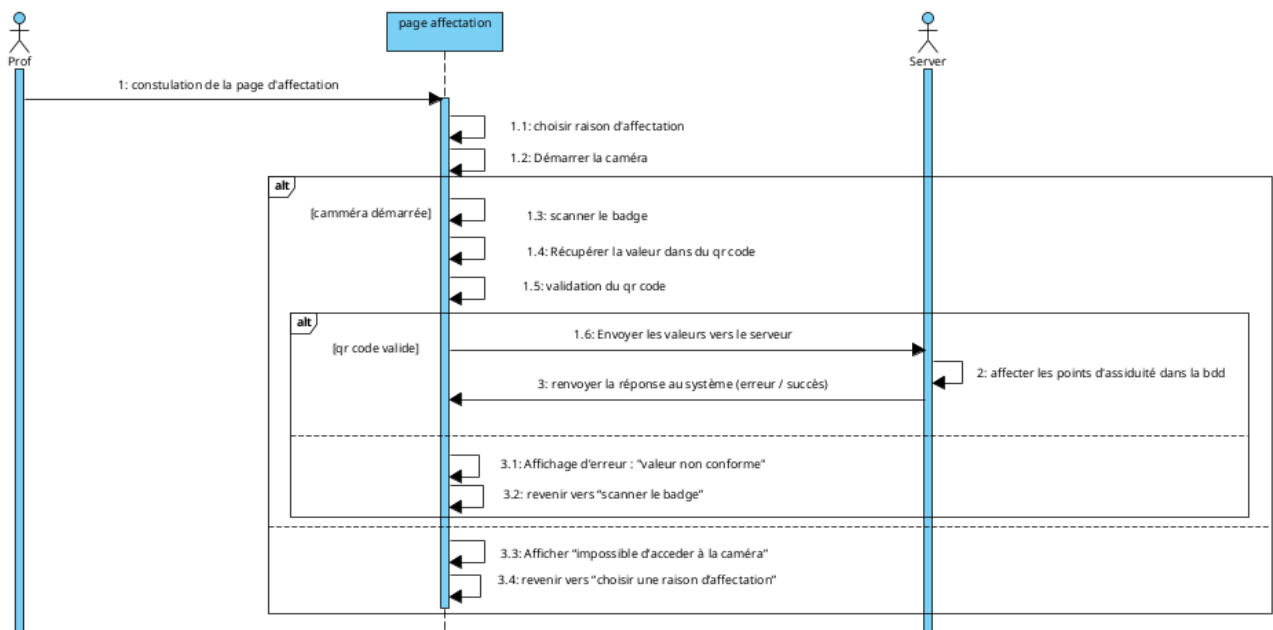 page affectation
Prof
Server
1: constulation de la page d'affectation
1.1: choisir raison d'affectation
1.2: Démarrer la caméra
alt
[camméra démarrée]
1.3: scanner le badge
1.4: Récupérer la valeur dans du qr code
1.5: validation du qr code
alt
[qr code valide]
1.6: Envoyer les valeurs vers le serveur
2: affecter les points d'assiduité dans la bdd
3: renvoyer la réponse au système (erreur / succès)
3.1: Affichage d'erreur : "valeur non conforme"
3.2: revenir vers “scanner le badge”
3.3: Afficher “impossible d’acceder à la caméra”
3.4: revenir vers “choisir une raison d’affectation”